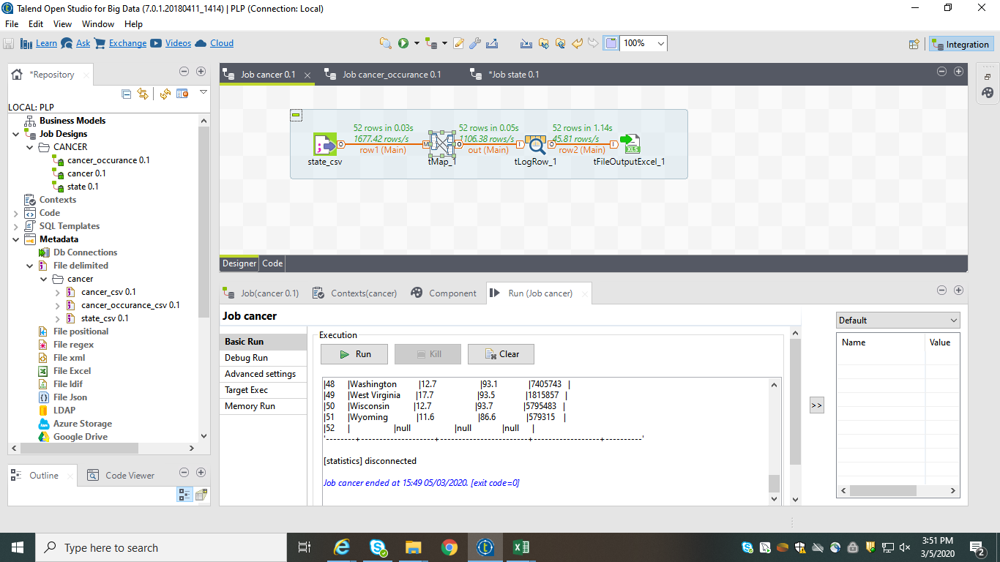 Talend Open Studio for Big Data (7.0.1.20180411_1414) | PLP (Connection: Local)
File Edit View Window Help
Learn Ask Exchange Videos Cloud
100%
Integration
*Repository
LOCAL: PLP
Business Models
Job Designs
CANCER
cancer_occurance 0.1
cancer 0.1
state 0.1
Contexts
Code
SQL Templates
Metadata
Db Connections
File delimited
cancer
cancer_csv 0.1
cancer_occurance_csv 0.1
state_csv 0.1
File positional
File regex
File xml
File Excel
File ldif
File Json
LDAP
Azure Storage
Google Drive
Outline
Code Viewer
Job cancer 0.1
Job cancer_occurance 0.1
*Job state 0.1
52 rows in 0.03s
1677.42 rows/s
row1 (Main)
52 rows in 0.05s
1106.38 rows/s
out (Main)
52 rows in 1.14s
45.81 rows/s
row2 (Main)
state_csv
tMap_1
tLogRow_1
XLS
tFileOutputExcel_1
Designer Code
Job(cancer 0.1)
Contexts(cancer)
Component
Run (Job cancer)
Job cancer
Basic Run
Debug Run
Advanced settings
Target Exec
Memory Run
Execution
Run
Kill
Clear
|48 |Washington |12.7 |93.1 |7405743 |
|49 |West Virginia |17.7 |93.5 |1815857 |
|50 |Wisconsin |12.7 |93.7 |5795483 |
|51 |Wyoming |11.6 |86.6 |579315 |
|52 | |null |null |null |
'--------+--------------------+------------------------+------------------+----------'
[statistics] disconnected
Job cancer ended at 15:49 05/03/2020. [exit code=0]
>>
Default
Name Value
Type here to search
3:51 PM
3/5/2020
2